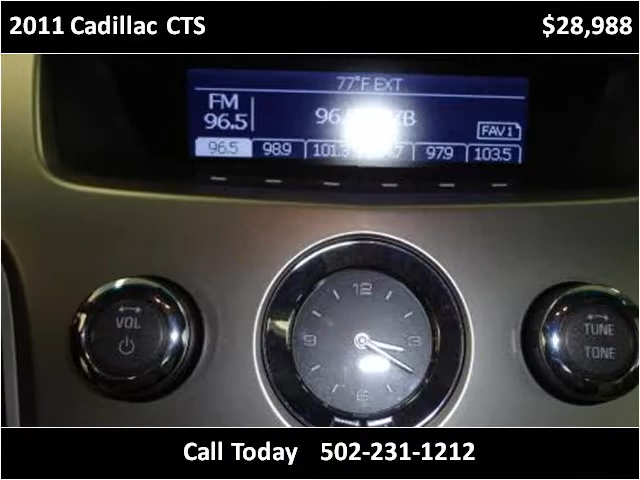 2011 Cadillac CTS $28,988
77°F EXT
FM
96.5
FAV1
96.5 98.9 101.3 97.9 103.5
VOL
TUNE
TONE
12
9 3
6
Call Today 502-231-1212